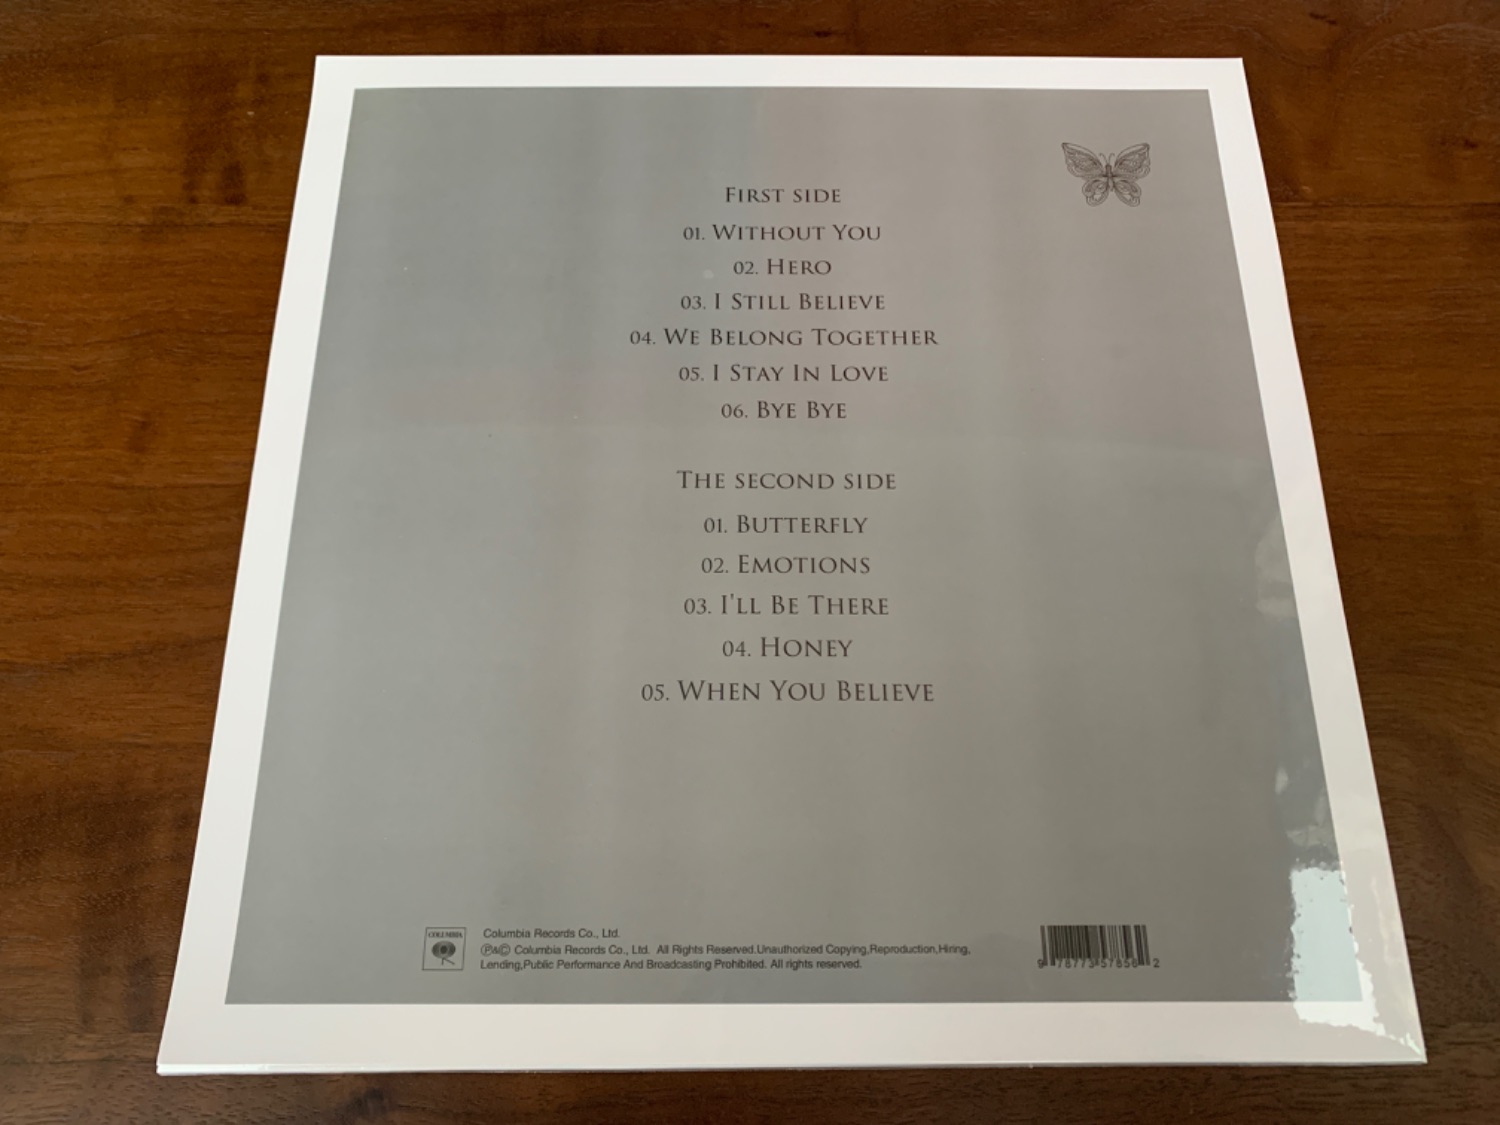 First side
01. Without You
02. Hero
03. I Still Believe
04. We Belong Together
05. I Stay In Love
06. Bye Bye
The second side
01. Butterfly
02. Emotions
03. I'll Be There
04. Honey
05. When You Believe
COLUMBIA
Columbia Records Co., Ltd.
Ⓟ&© Columbia Records Co., Ltd. All Rights Reserved.Unauthorized Copying,Reproduction,Hiring,
Lending,Public Performance And Broadcasting Prohibited. All rights reserved.